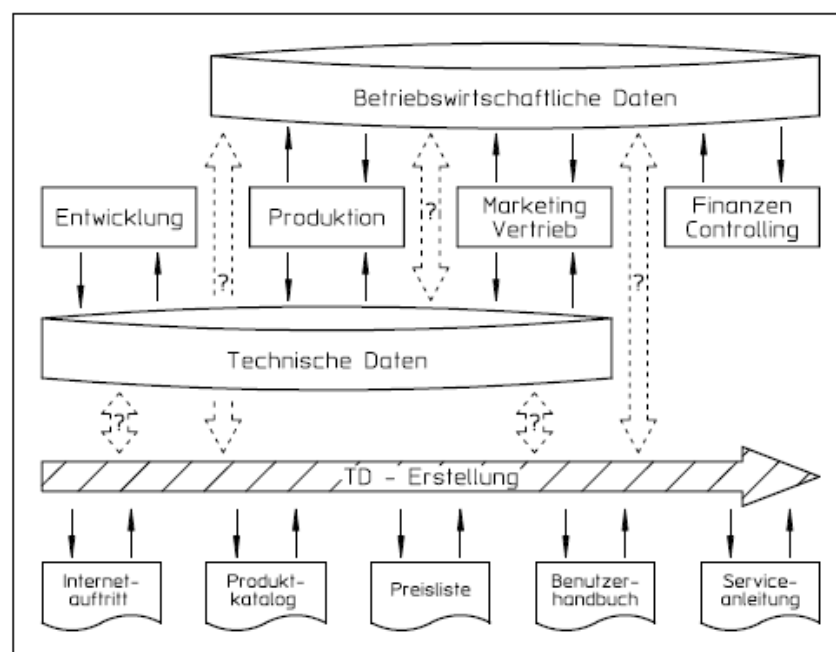 Betriebswirtschaftliche Daten
Entwicklung
Produktion
?
Marketing
Vertrieb
Finanzen
Controlling
?
?
Technische Daten
?
?
TD - Erstellung
Internet-
auftritt
Produkt-
katalog
Preisliste
Benutzer-
handbuch
Service-
anleitung